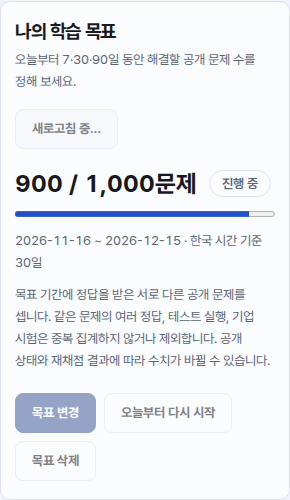 나의 학습 목표
오늘부터 7·30·90일 동안 해결할 공개 문제 수를
정해 보세요.
새로고침 중...
900 / 1,000문제
진행 중
2026-11-16 ~ 2026-12-15 · 한국 시간 기준
30일
목표 기간에 정답을 받은 서로 다른 공개 문제를
셉니다. 같은 문제의 여러 정답, 테스트 실행, 기업
시험은 중복 집계하지 않거나 제외합니다. 공개
상태와 재채점 결과에 따라 수치가 바뀔 수 있습니다.
목표 변경
오늘부터 다시 시작
목표 삭제